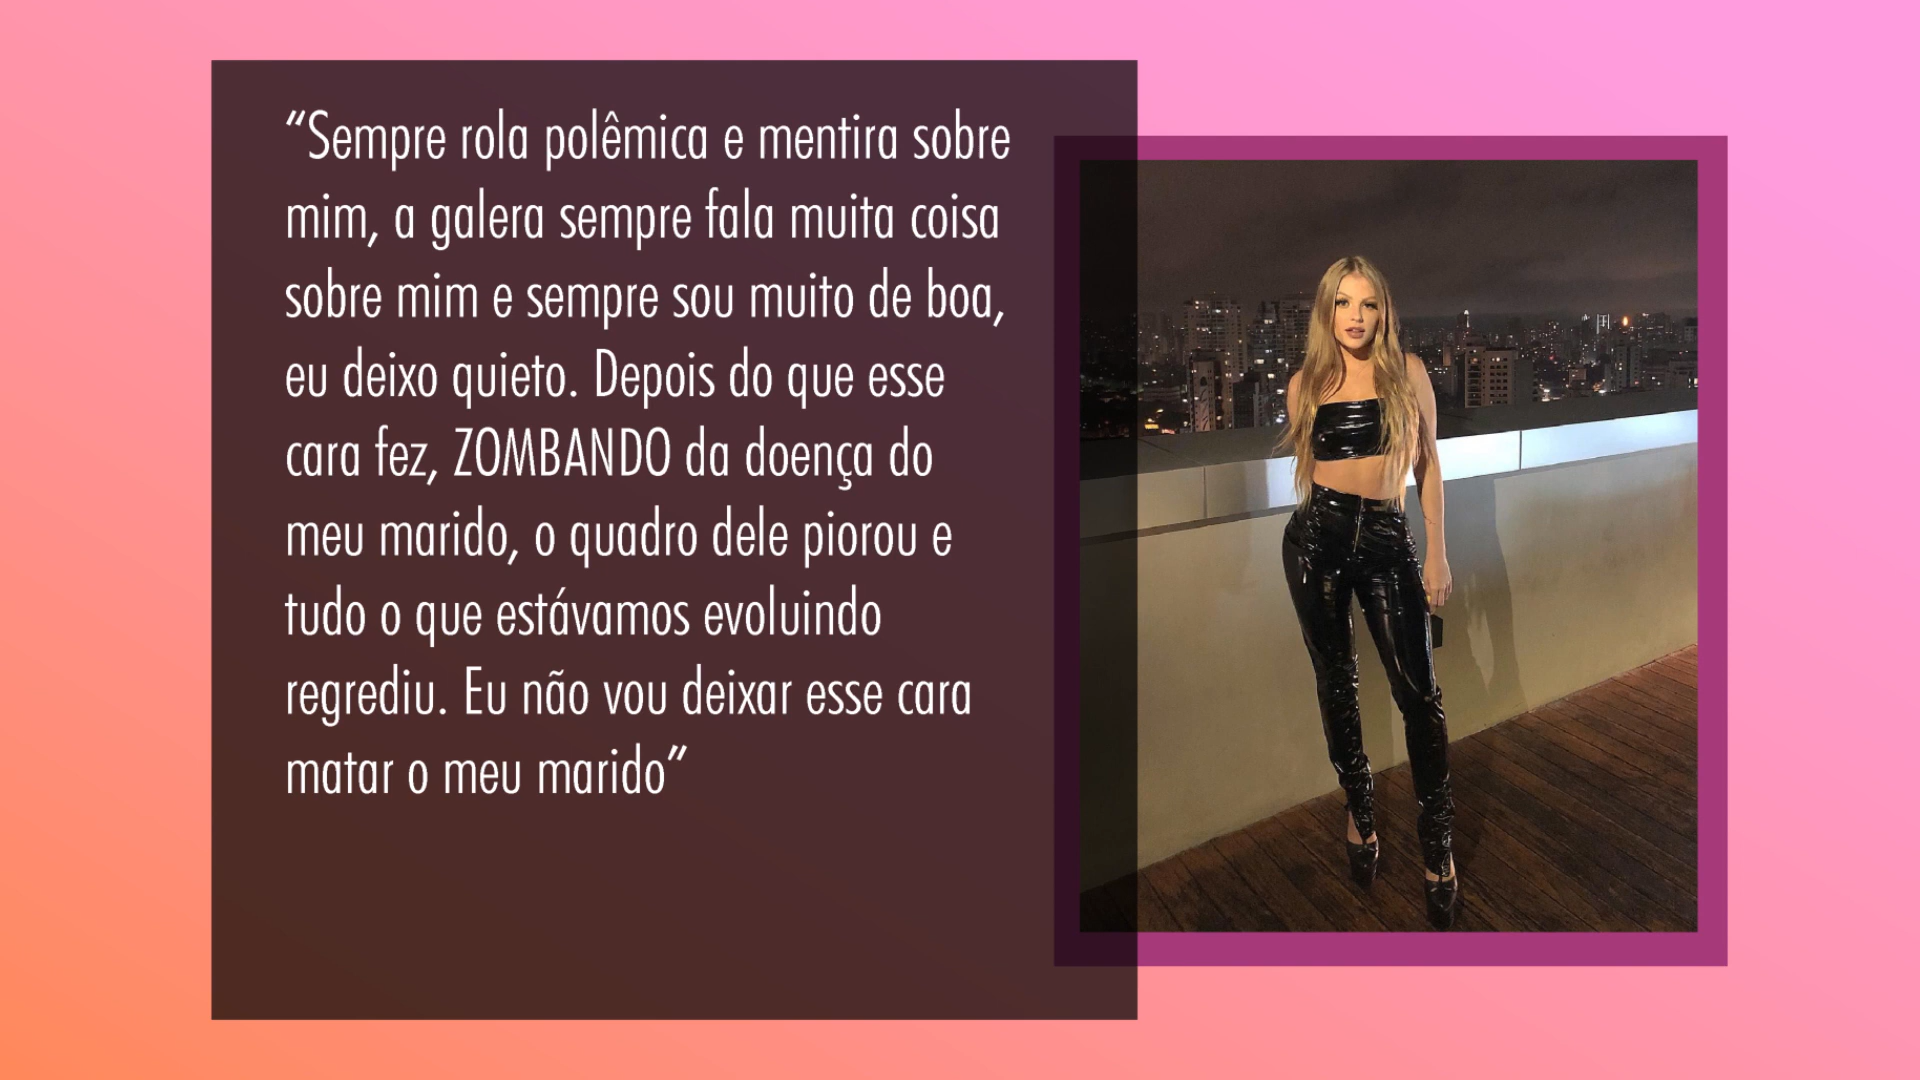 “Sempre rola polêmica e mentira sobre
mim, a galera sempre fala muita coisa
sobre mim e sempre sou muito de boa,
eu deixo quieto. Depois do que esse
cara fez, ZOMBANDO da doença do
meu marido, o quadro dele piorou e
tudo o que estávamos evoluindo
regrediu. Eu não vou deixar esse cara
matar o meu marido”